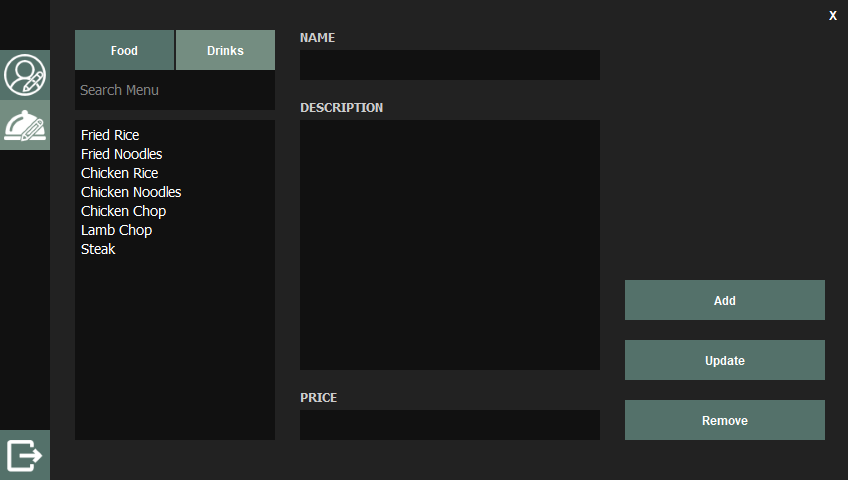 X
Food
Drinks
Search Menu
Fried Rice
Fried Noodles
Chicken Rice
Chicken Noodles
Chicken Chop
Lamb Chop
Steak
NAME
DESCRIPTION
PRICE
Add
Update
Remove